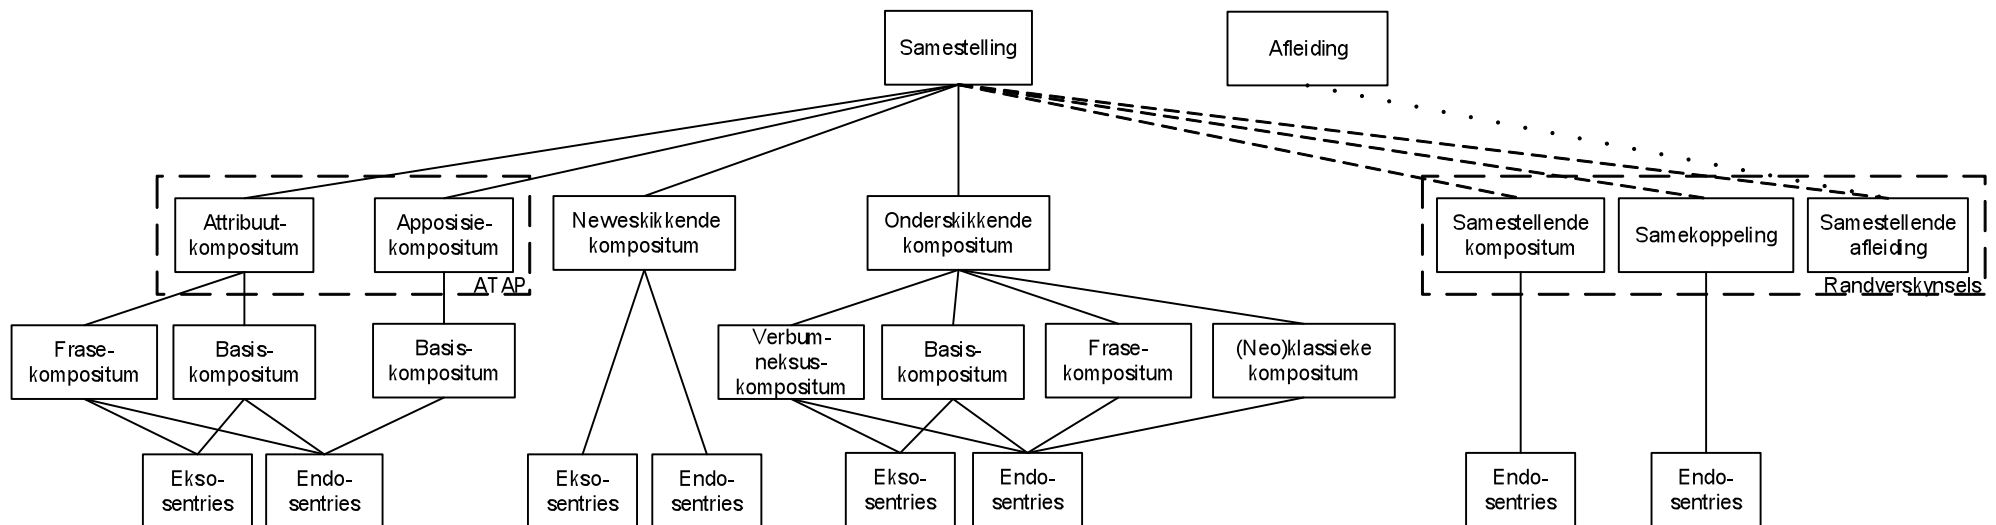 Samestelling
Afleiding
Attribuut-
kompositum
Apposisie-
kompositum
ATAP
Neweskikkende
kompositum
Onderskikkende
kompositum
Samestellende
kompositum
Samekoppeling
Samestellende
afleiding
Randverskynsels
Frase-
kompositum
Basis-
kompositum
Basis-
kompositum
Verbum-
neksus-
kompositum
Basis-
kompositum
Frase-
kompositum
(Neo)klassieke
kompositum
Ekso-
sentries
Endo-
sentries
Ekso-
sentries
Endo-
sentries
Ekso-
sentries
Endo-
sentries
Endo-
sentries
Endo-
sentries